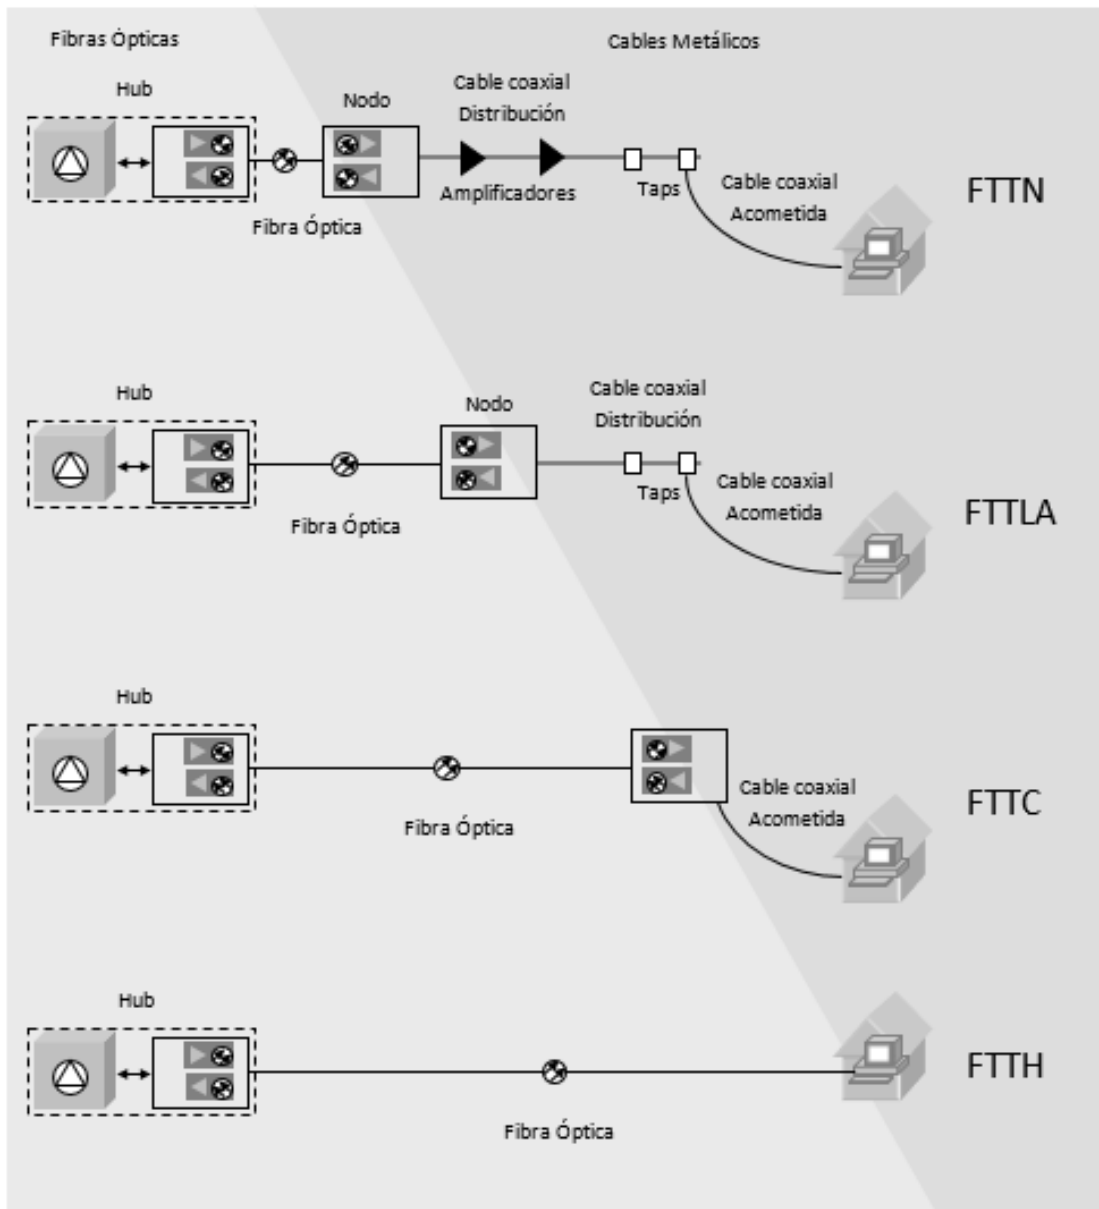 Fibras Ópticas
Cables Metálicos
Hub
Nodo
Cable coaxial
Distribución
Amplificadores
Taps
Cable coaxial
Acometida
Fibra Óptica
FTTN
Hub
Nodo
Cable coaxial
Distribución
Taps
Cable coaxial
Acometida
Fibra Óptica
FTTLA
Hub
Cable coaxial
Acometida
Fibra Óptica
FTTC
Hub
Fibra Óptica
FTTH